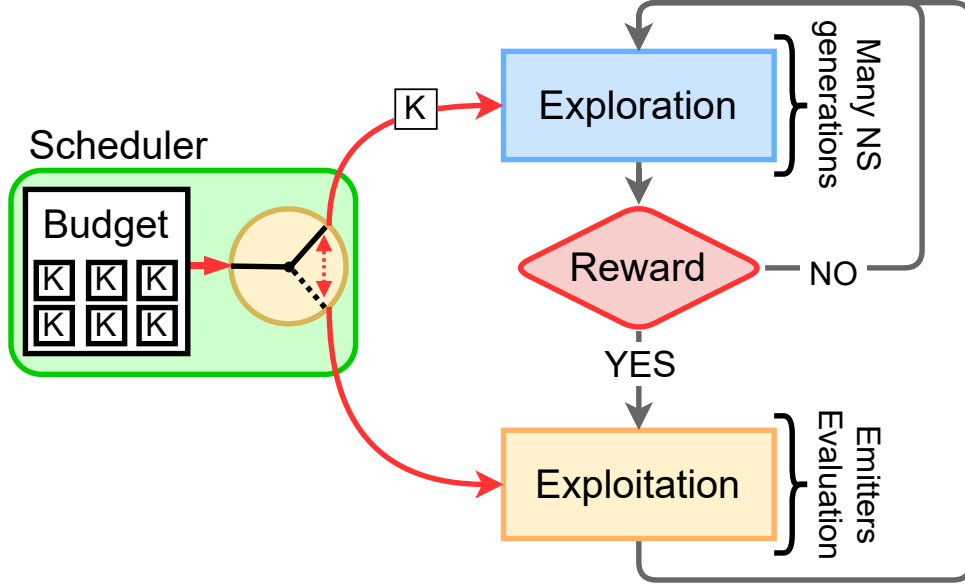 Scheduler
Budget
K K K
K K K
K
Exploration
Many NS
generations
Reward
NO
YES
Exploitation
Emitters
Evaluation